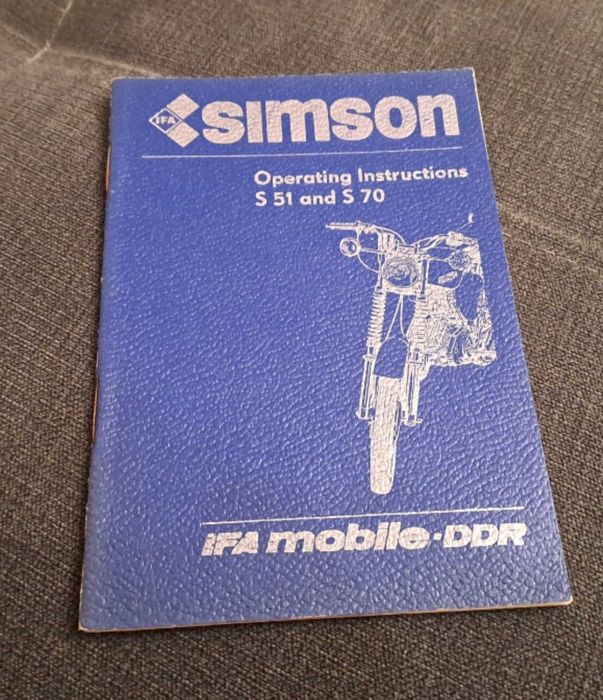 IFA simson
Operating Instructions
S 51 and S 70
IFA mobile-DDR